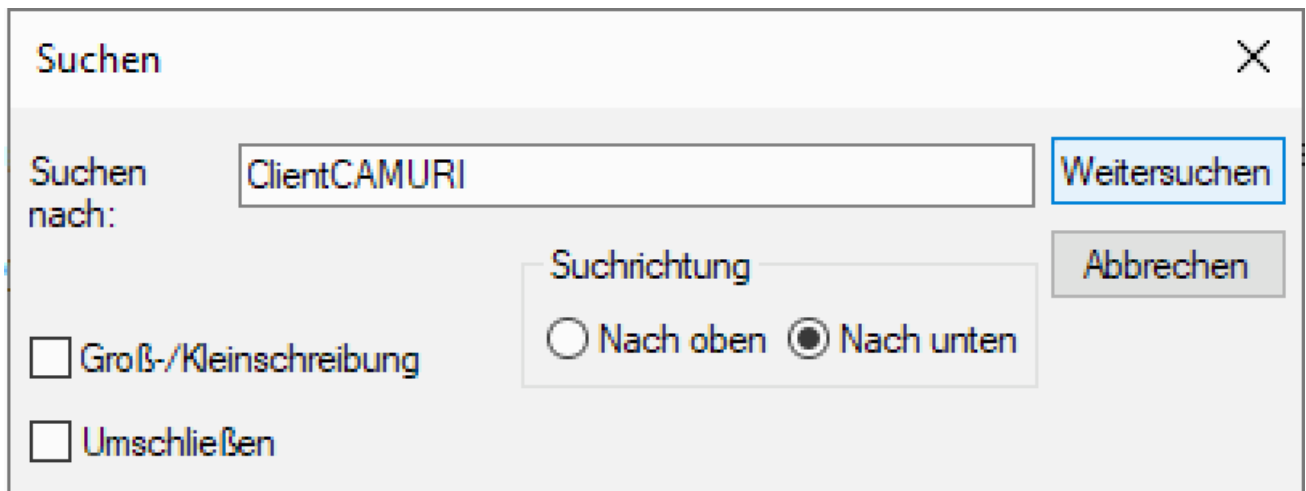 Suchen
Suchen nach:
ClientCAMURI
Weitersuchen
Suchrichtung
Abbrechen
Nach oben
Nach unten
Groß-/Kleinschreibung
Umschließen